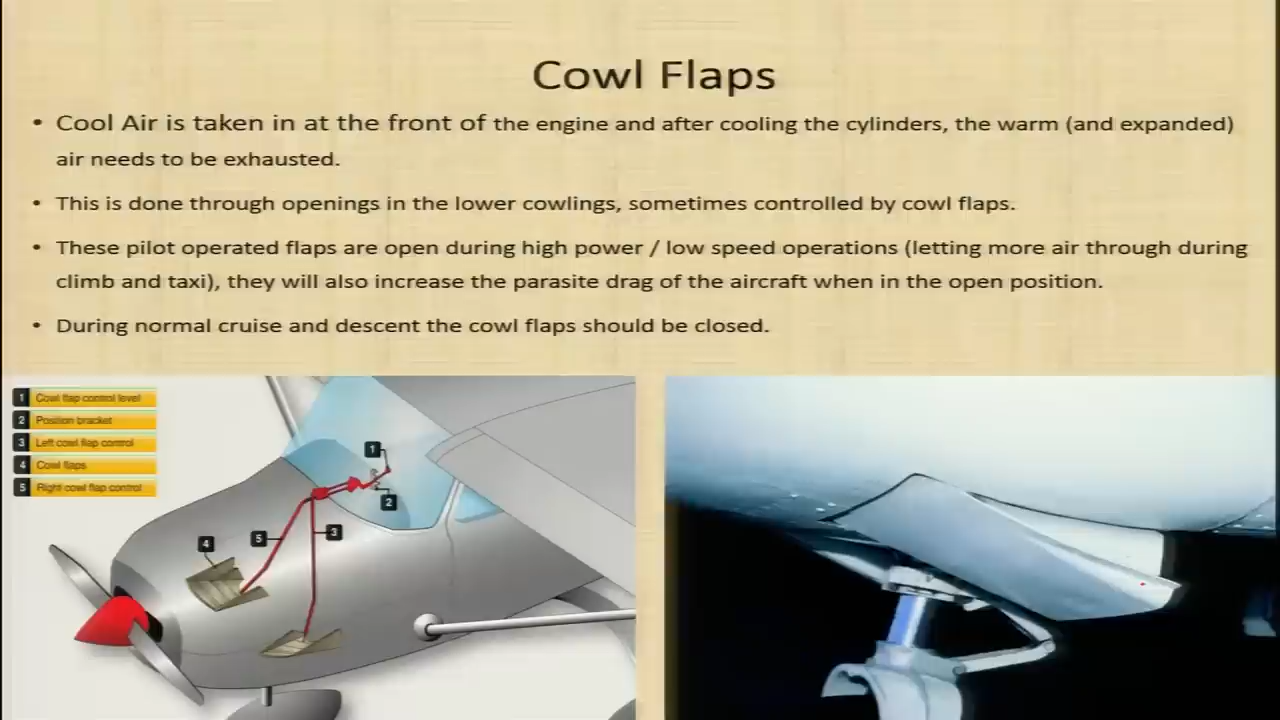 Cowl Flaps
• Cool Air is taken in at the front of the engine and after cooling the cylinders, the warm (and expanded)
air needs to be exhausted.
• This is done through openings in the lower cowlings, sometimes controlled by cowl flaps.
• These pilot operated flaps are open during high power / low speed operations (letting more air through during
climb and taxi), they will also increase the parasite drag of the aircraft when in the open position.
• During normal cruise and descent the cowl flaps should be closed.
1 Cowl flap control level
2 Position bracket
3 Left cowl flap control
4 Cowl flaps
5 Right cowl flap control
1
2
3
5
4